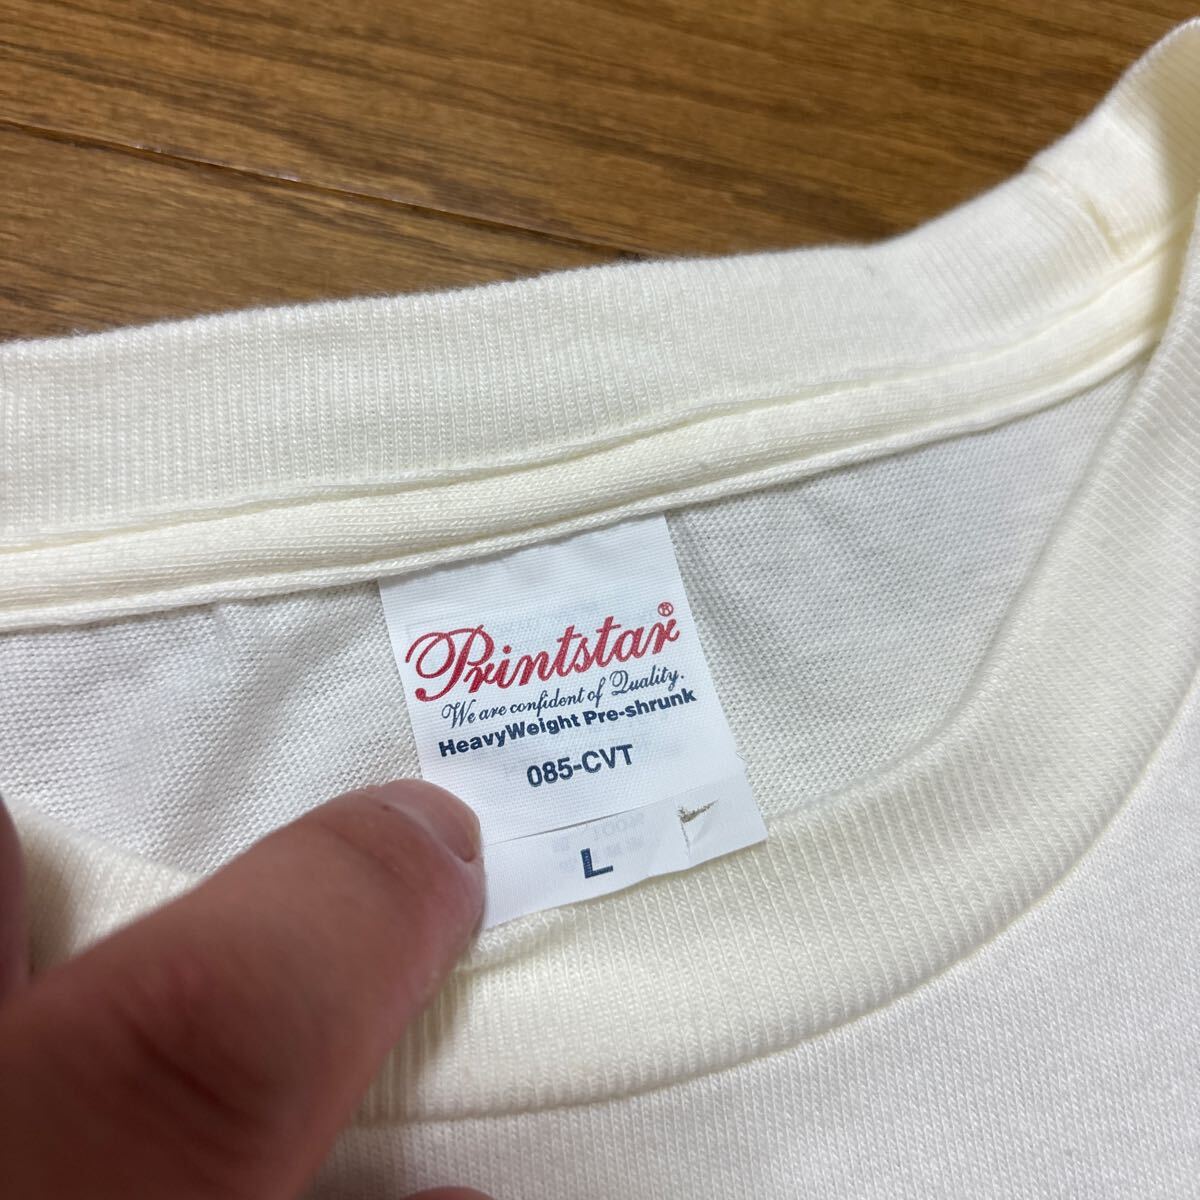 Printstar®
We are confident of Quality.
HeavyWeight Pre-shrunk
085-CVT
L